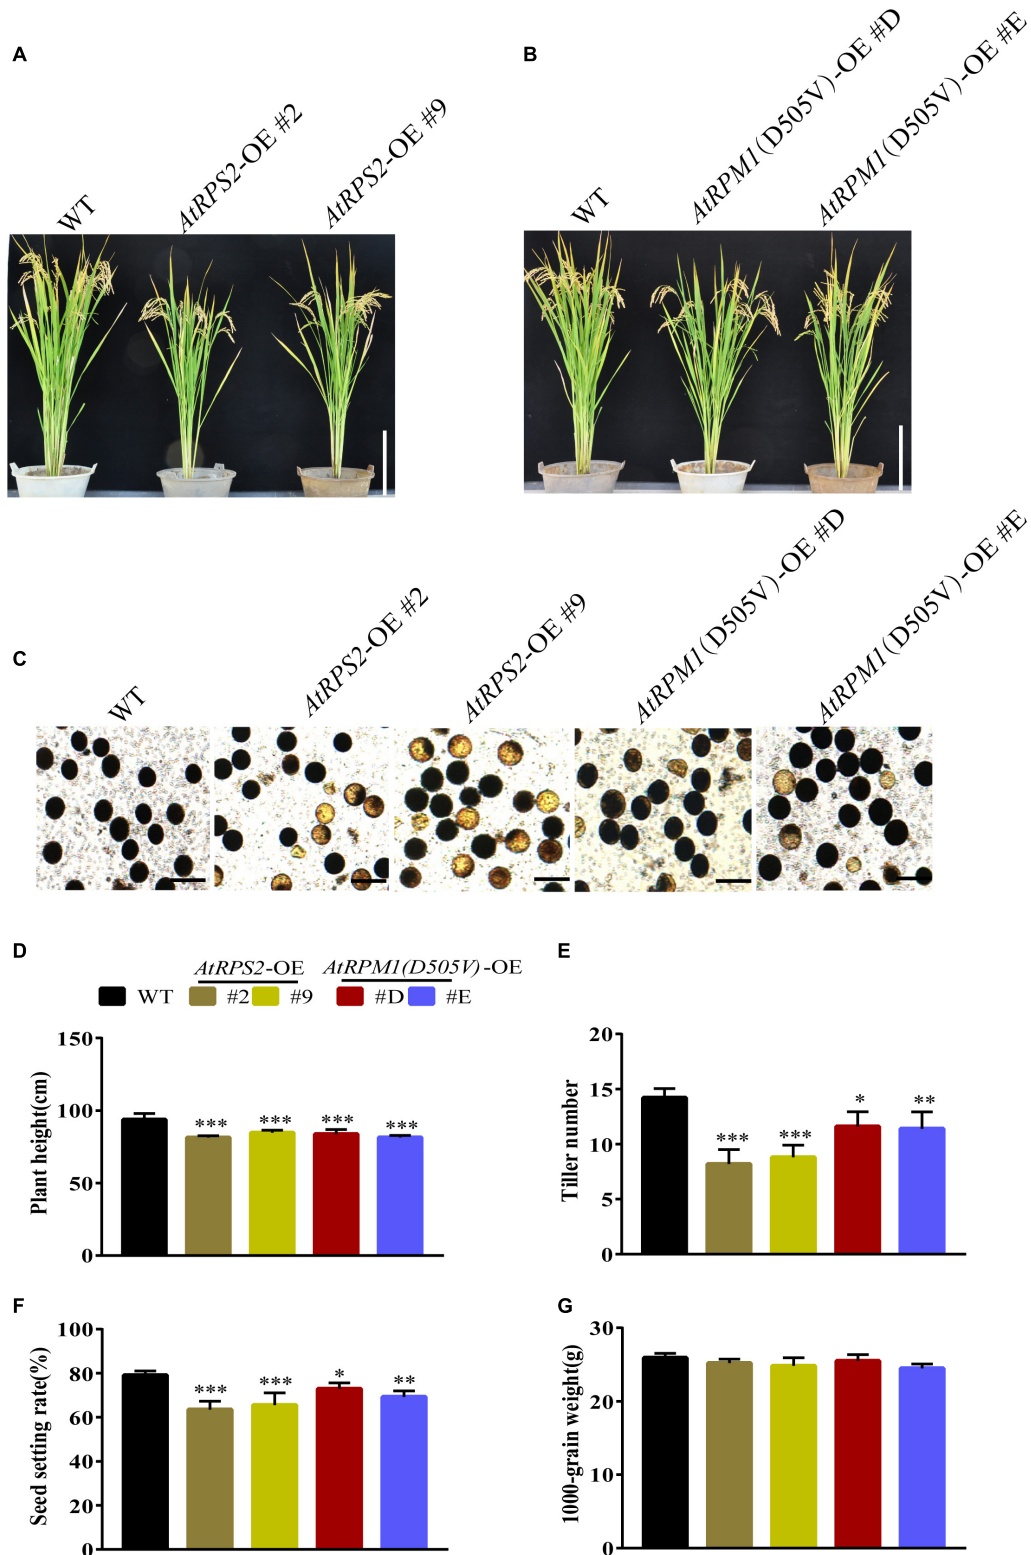 A
B
WT
AtRPS2-OE #2
AtRPS2-OE #9
WT
AtRPM1(D505V)-OE #D
AtRPM1(D505V)-OE #E
C
WT
AtRPS2-OE #2
AtRPS2-OE #9
AtRPM1(D505V)-OE #D
AtRPM1(D505V)-OE #E
D
AtRPS2-OE AtRPM1(D505V)-OE
WT #2 #9 #D #E
Plant height(cm)
150
100
50
0
*** *** *** ***
E
Tiller number
20
15
10
5
0
*** *** * **
F
Seed setting rate(%)
100
80
60
40
20
0
*** *** * **
G
1000-grain weight(g)
30
20
10
0